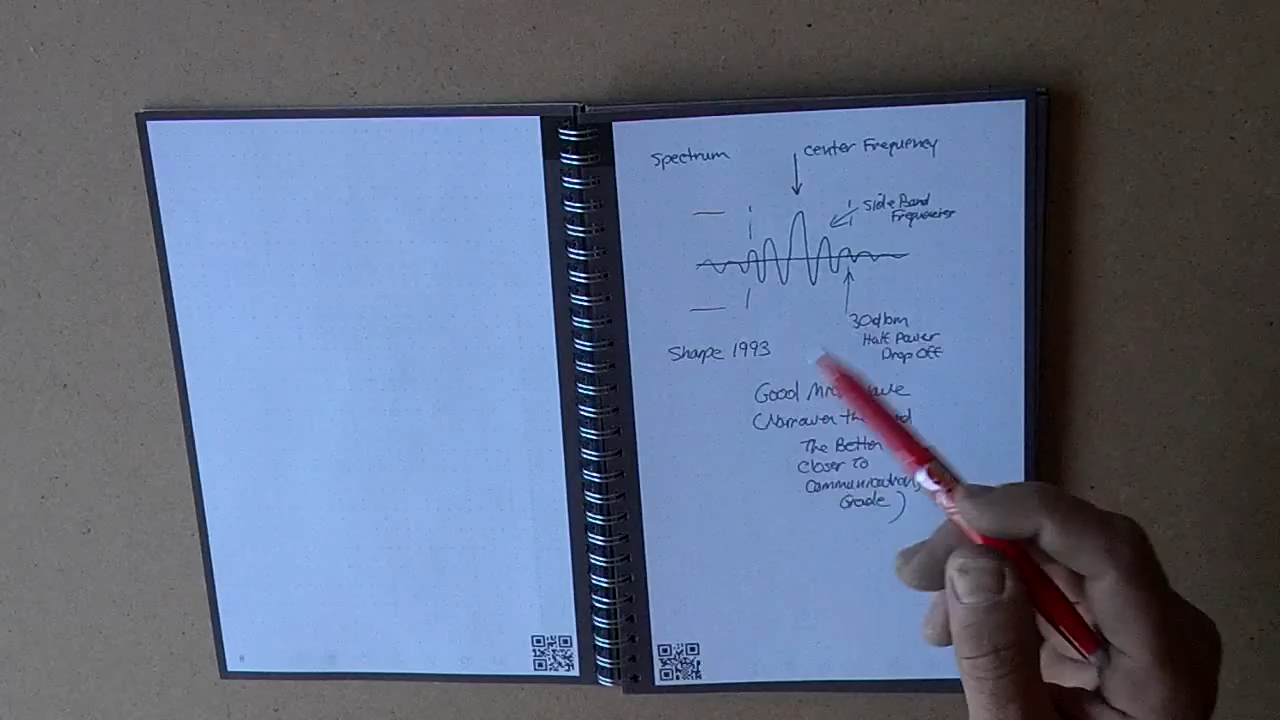 Spectrum
Center Frequency
Side Band
Frequencies
30dbm
Half Power
Drop Off
Sharpe 1993
Good
(Narrower
The Better
Closer To
Communications
Grade)